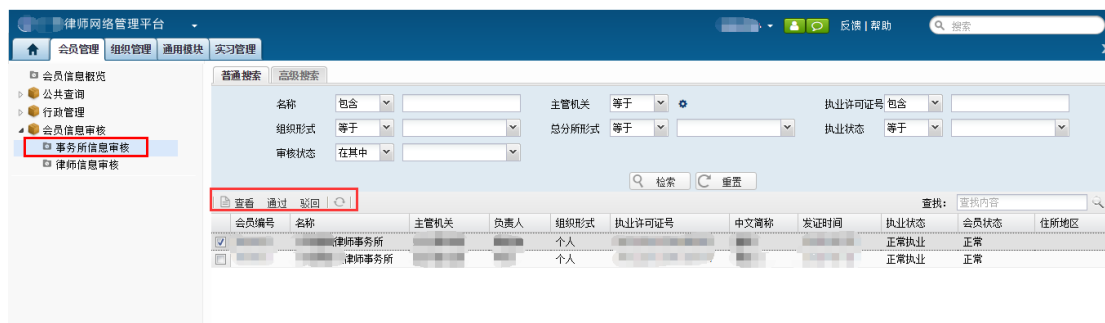 律师网络管理平台 反馈|帮助 搜索
会员管理 组织管理 通用模块 实习管理
会员信息概览
公共查询
行政管理
会员信息审核
事务所信息审核
律师信息审核
普通搜索 高级搜索
名称 包含 主管机关 等于 执业许可证号 包含
组织形式 等于 总分所形式 等于 执业状态 等于
审核状态 在其中
检索 重置
查看 通过 驳回 查找: 查找内容
会员编号 名称 主管机关 负责人 组织形式 执业许可证号 中文简称 发证时间 执业状态 会员状态 住所地区
律师事务所 个人 正常执业 正常
律师事务所 个人 正常执业 正常